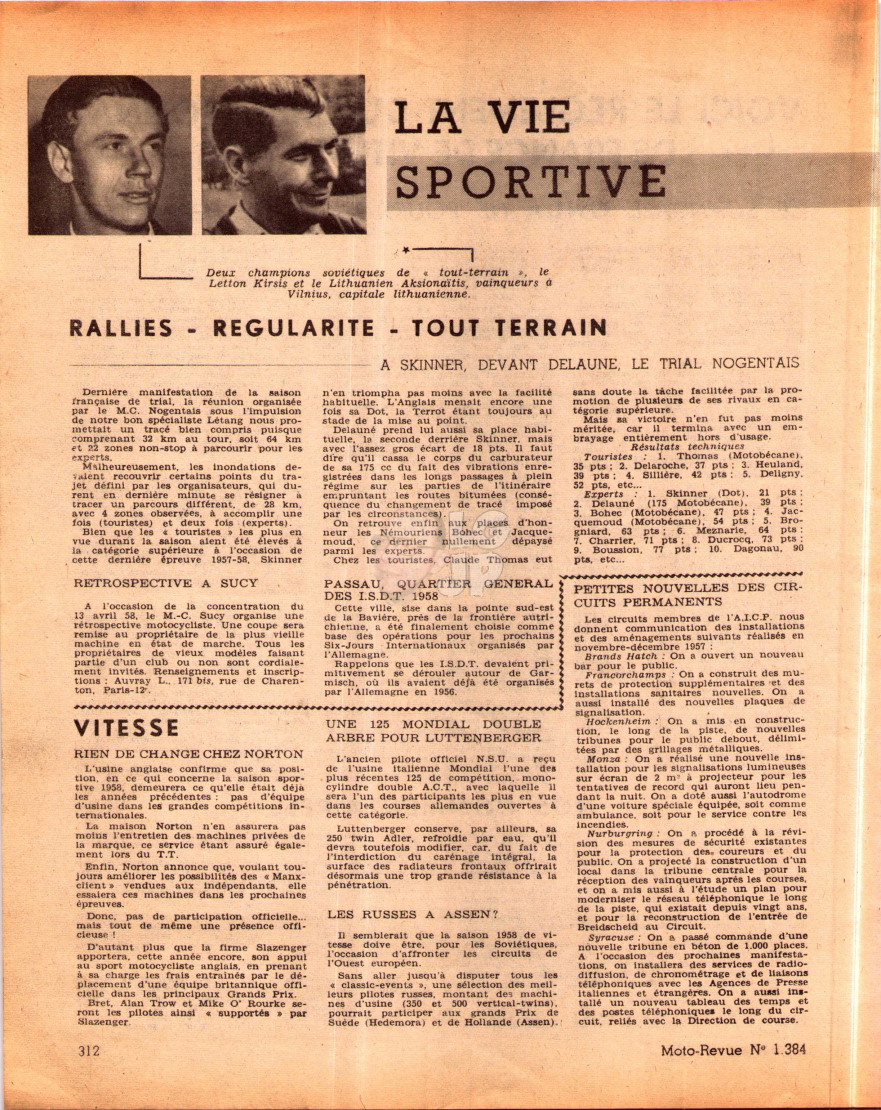 LA VIE
SPORTIVE
Deux champions soviétiques de « tout-terrain », le
Letton Kirsis et le Lithuanien Aksionaïtis, vainqueurs à
Vilnius, capitale lithuanienne.
RALLIES - REGULARITE - TOUT TERRAIN
A SKINNER, DEVANT DELAUNE, LE TRIAL NOGENTAIS
Dernière manifestation de la saison
française de trial, la réunion organisée
par le M.C. Nogentais sous l'impulsion
de notre bon spécialiste Létang nous pro-
mettait un tracé bien compris puisque
comprenant 32 km au tour, soit 64 km
et 22 zones non-stop à parcourir pour les
experts.
Malheureusement, les inondations de-
vaient recouvrir certains points du tra-
jet défini par les organisateurs, qui du-
rent en dernière minute se résigner à
tracer un parcours différent, de 28 km,
avec 4 zones observées, à accomplir une
fois (touristes) et deux fois (experts).
Bien que les « touristes » les plus en
vue durant la saison aient été élevés à
la catégorie supérieure à l'occasion de
cette dernière épreuve 1957-58, Skinner
n'en triompha pas moins avec la facilité
habituelle. L'Anglais menait encore une
fois sa Dot, la Terrot étant toujours au
stade de la mise au point.
Delauné prend lui aussi sa place habi-
tuelle, la seconde derrière Skinner, mais
avec l'assez gros écart de 18 pts. Il faut
dire qu'il cassa le corps du carburateur
de sa 175 cc du fait des vibrations enre-
gistrées dans les longs passages à plein
régime sur les parties de l'itinéraire
empruntant les routes bitumées (consé-
quence du changement de tracé imposé
par les circonstances).
On retrouve enfin aux places d'hon-
neur les Némouriens Bohec et Jacque-
moud, ce dernier nullement dépaysé
parmi les experts.
Chez les touristes, Claude Thomas eut
sans doute la tâche facilitée par la pro-
motion de plusieurs de ses rivaux en ca-
tégorie supérieure.
Mais sa victoire n'en fut pas moins
méritée, car il termina avec un em-
brayage entièrement hors d'usage.
Résultats techniques
Touristes : 1. Thomas (Motobécane),
35 pts ; 2. Delaroche, 37 pts ; 3. Heuland,
39 pts ; 4. Sillière, 42 pts ; 5. Deligny,
52 pts, etc...
Experts : 1. Skinner (Dot), 21 pts ;
2. Délauné (175 Motobécane), 39 pts ;
3. Bohec (Motobécane), 47 pts ; 4. Jac-
quemoud (Motobécane), 54 pts ; 5. Bro-
gniard, 63 pts ; 6. Meznarie, 64 pts ;
7. Charrier, 71 pts ; 8. Ducrocq, 73 pts ;
9. Boussion, 77 pts ; 10. Dagonau, 90
pts, etc...
RETROSPECTIVE A SUCY
A l'occasion de la concentration du
13 avril 58, le M.-C. Sucy organise une
rétrospective motocycliste. Une coupe sera
remise au propriétaire de la plus vieille
machine en état de marche. Tous les
propriétaires de vieux modèles faisant
partie d'un club ou non sont cordiale-
ment invités. Renseignements et inscrip-
tions : Auvray L., 171 bis, rue de Charen-
ton, Paris-12e.
PASSAU, QUARTIER GENERAL
DES I.S.D.T. 1958
Cette ville, sise dans la pointe sud-est
de la Bavière, près de la frontière autri-
chienne, a été finalement choisie comme
base des opérations pour les prochains
Six-Jours Internationaux organisés par
l'Allemagne.
Rappelons que les I.S.D.T. devaient pri-
mitivement se dérouler autour de Gar-
misch, où ils avaient déjà été organisés
par l'Allemagne en 1956.
VITESSE
RIEN DE CHANGE CHEZ NORTON
L'usine anglaise confirme que sa posi-
tion, en ce qui concerne la saison spor-
tive 1958, demeurera ce qu'elle était déjà
les années précédentes : pas d'équipe
d'usine dans les grandes compétitions in-
ternationales.
La maison Norton n'en assurera pas
moins l'entretien des machines privées de
la marque, ce service étant assuré égale-
ment lors du T.T.
Enfin, Norton annonce que, voulant tou-
jours améliorer les possibilités des « Manx-
client » vendues aux indépendants, elle
essaiera ces machines dans les prochaines
épreuves.
Donc, pas de participation officielle...
mais tout de même une présence offi-
cieuse !
D'autant plus que la firme Slazenger
apportera, cette année encore, son appui
au sport motocycliste anglais, en prenant
à sa charge les frais entraînés par le dé-
placement d'une équipe britannique offi-
cielle dans les principaux Grands Prix.
Bret, Alan Trow et Mike O' Rourke se-
ront les pilotes ainsi « supportés » par
Slazenger.
UNE 125 MONDIAL DOUBLE
ARBRE POUR LUTTENBERGER
L'ancien pilote officiel N.S.U. a reçu
de l'usine italienne Mondial l'une des
plus récentes 125 de compétition, mono-
cylindre double A.C.T., avec laquelle il
sera l'un des participants les plus en vue
dans les courses allemandes ouvertes à
cette catégorie.
Luttenberger conserve, par ailleurs, sa
250 twin Adler, refroidie par eau, qu'il
devra toutefois modifier, car, du fait de
l'interdiction du carénage intégral, la
surface des radiateurs frontaux offrirait
désormais une trop grande résistance à la
pénétration.
LES RUSSES A ASSEN?
Il semblerait que la saison 1958 de vi-
tesse doive être, pour les Soviétiques,
l'occasion d'affronter les circuits de
l'Ouest européen.
Sans aller jusqu'à disputer tous les
« classic-events », une sélection des meil-
leurs pilotes russes, montant des machi-
nes d'usine (350 et 500 vertical-twins),
pourrait participer aux grands Prix de
Suède (Hedemora) et de Hollande (Assen).
PETITES NOUVELLES DES CIR-
CUITS PERMANENTS
Les circuits membres de l'A.I.C.P. nous
donnent communication des installations
et des aménagements suivants réalisés en
novembre-décembre 1957 :
Brands Hatch : On a ouvert un nouveau
bar pour le public.
Francorchamps : On a construit des mu-
rets de protection supplémentaires et des
installations sanitaires nouvelles. On a
aussi installé des nouvelles plaques de
signalisation.
Hockenheim : On a mis en construc-
tion, le long de la piste, de nouvelles
tribunes pour le public debout, délimi-
tées par des grillages métalliques.
Monza : On a réalisé une nouvelle ins-
tallation pour les signalisations lumineuses
sur écran de 2 m² à projecteur pour les
tentatives de record qui auront lieu pen-
dant la nuit. On a doté aussi l'autodrome
d'une voiture spéciale équipée, soit comme
ambulance, soit pour le service contre les
incendies.
Nurburgring : On a procédé à la révi-
sion des mesures de sécurité existantes
pour la protection des coureurs et du
public. On a projecté la construction d'un
local dans la tribune centrale pour la
réception des vainqueurs après les courses,
et on a mis aussi à l'étude un plan pour
moderniser le réseau téléphonique le long
de la piste, qui existait depuis vingt ans,
et pour la reconstruction de l'entrée de
Breidscheid au Circuit.
Syracuse : On a passé commande d'une
nouvelle tribune en béton de 1.000 places.
A l'occasion des prochaines manifesta-
tions, on installera des services de radio-
diffusion, de chronométrage et de liaisons
téléphoniques avec les Agences de Presse
italiennes et étrangères. On a aussi ins-
tallé un nouveau tableau des temps et
des postes téléphoniques le long du cir-
cuit, reliés avec la Direction de course.
312
Moto-Revue N° 1.384